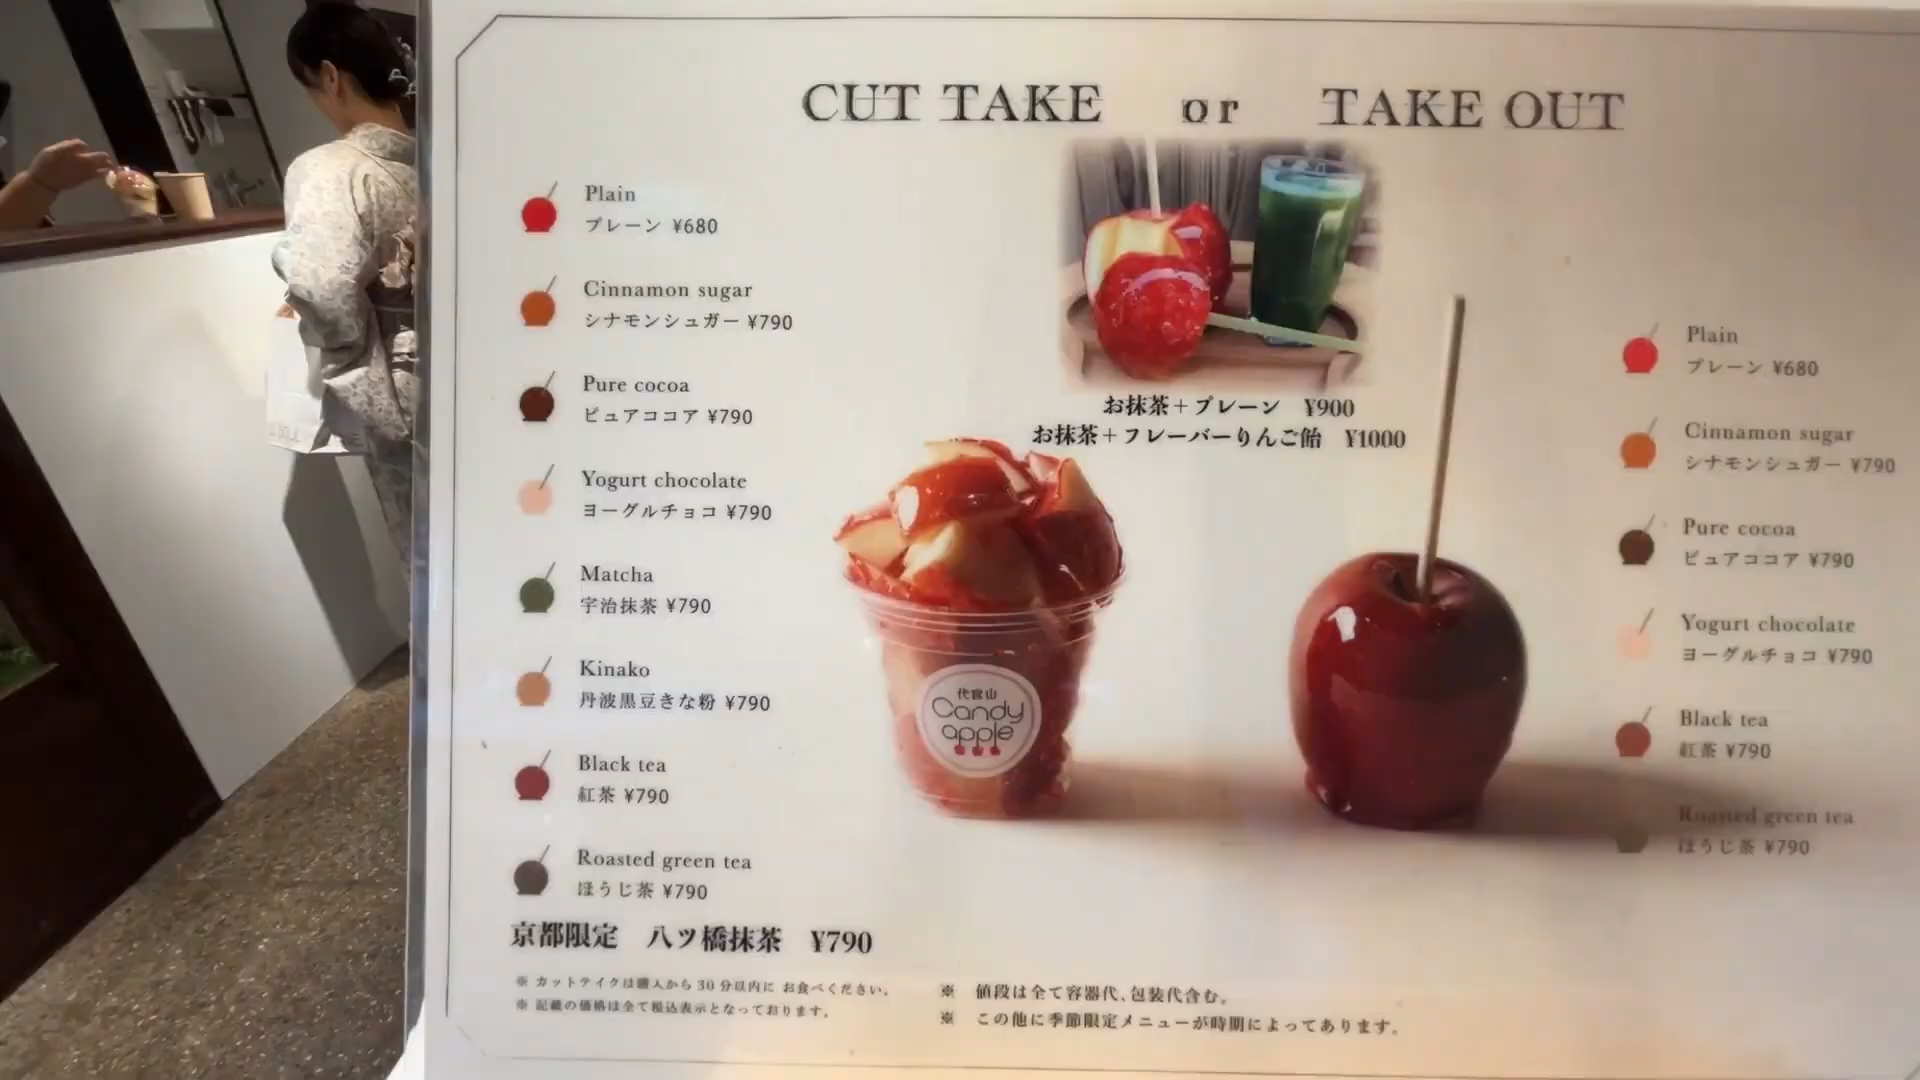 CUT TAKE or TAKE OUT
Plain
プレーン ¥680
Cinnamon sugar
シナモンシュガー ¥790
Pure cocoa
ピュアココア ¥790
Yogurt chocolate
ヨーグルチョコ ¥790
Matcha
宇治抹茶 ¥790
Kinako
丹波黒豆きな粉 ¥790
Black tea
紅茶 ¥790
Roasted green tea
ほうじ茶 ¥790
京都限定 八ツ橋抹茶 ¥790
※ カットテイクは購入から 30 分以内に お食べください。
※ 記載の価格は全て税込表示となっております。
お抹茶＋プレーン ¥900
お抹茶＋フレーバーりんご飴 ¥1000
代官山
Candy
apple
Plain
プレーン ¥680
Cinnamon sugar
シナモンシュガー ¥790
Pure cocoa
ピュアココア ¥790
Yogurt chocolate
ヨーグルチョコ ¥790
Black tea
紅茶 ¥790
Roasted green tea
ほうじ茶 ¥790
※ 値段は全て容器代、包装代含む。
※ この他に季節限定メニューが時間によってあります。